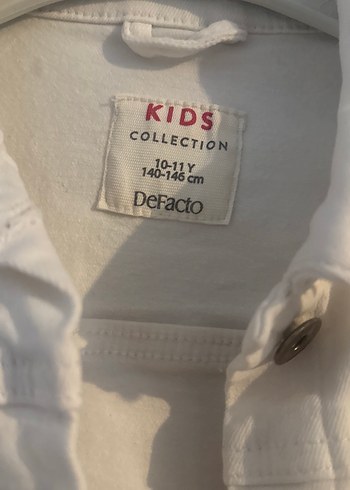 KIDS
COLLECTION
10-11 Y
140-146 cm
DeFacto